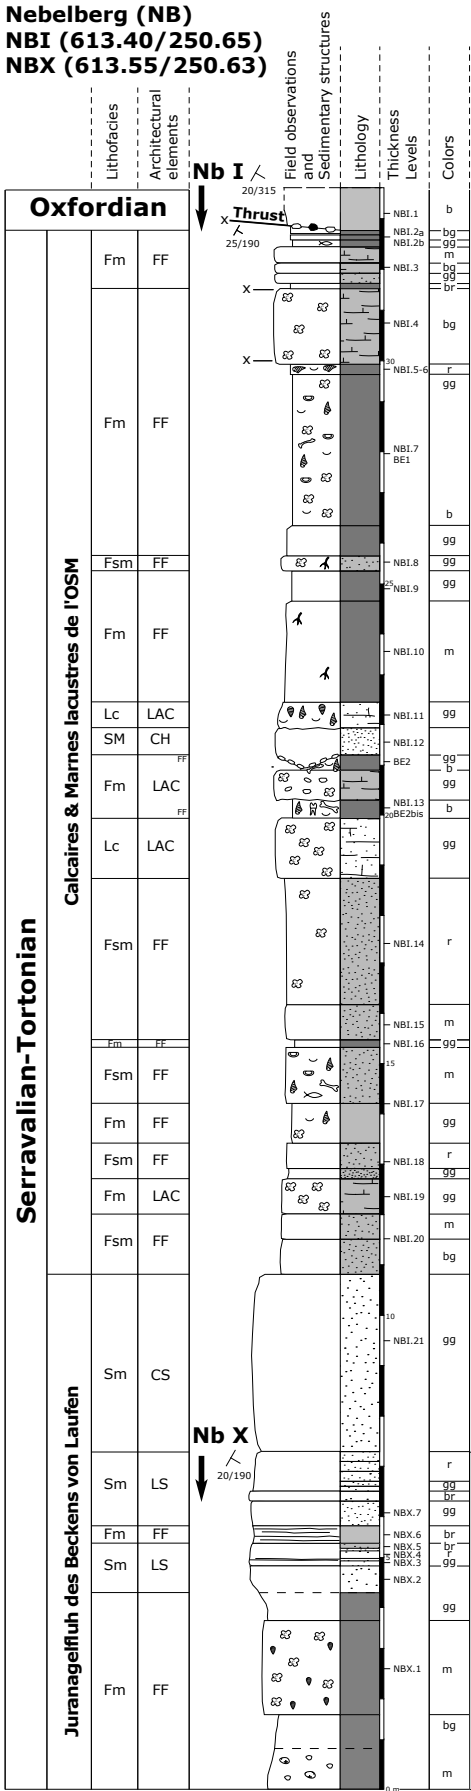 Nebelberg (NB)
NBI (613.40/250.65)
NBX (613.55/250.63)
Lithofacies
Architectural
elements
Field observations
and
Sedimentary structures
Lithology
Thickness
Levels
Colors
Nb I
20/315
Oxfordian
x Thrust
25/190
NBI.1 b
NBI.2a bg
NBI.2b gg
Fm FF
m
NBI.3 bg
gg
br
x
NBI.4 bg
x
30
NBI.5-6 r
gg
Fm FF
NBI.7
BE1
b
gg
Fsm FF
NBI.8 gg
25
NBI.9 gg
Fm FF
NBI.10 m
Lc LAC
NBI.11 gg
SM CH
NBI.12
FF
BE2 gg
b
Fm LAC
gg
NBI.13
FF
20 BE2bis b
Lc LAC
gg
Calcaires & Marnes lacustres de l'OSM
Fsm FF
NBI.14 r
NBI.15 m
Fm FF
NBI.16 gg
15
Fsm FF
m
NBI.17
Fm FF
gg
Fsm FF
NBI.18 r
gg
Fm LAC
NBI.19 gg
m
Fsm FF
NBI.20
bg
Serravalian-Tortonian
10
NBI.21 gg
Sm CS
Nb X
20/190
r
Sm LS
gg
br
NBX.7 gg
Fm FF
NBX.6 br
NBX.5 br
NBX.4 r
5
NBX.3 gg
Sm LS
NBX.2
gg
Juranagelfluh des Beckens von Laufen
Fm FF
NBX.1 m
bg
m
0 m